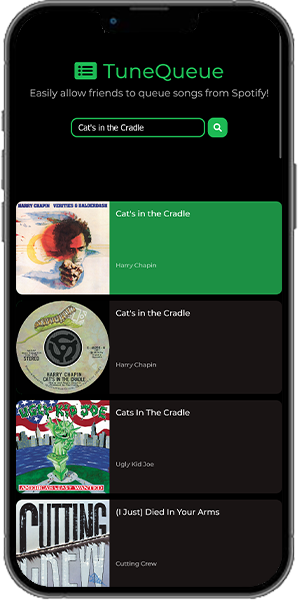 TuneQueue
Easily allow friends to queue songs from Spotify!
Cat's in the Cradle
HARRY CHAPIN VERITIES & BALDERDASH
Cat's in the Cradle
Harry Chapin
HARRY CHAPIN
CAT'S IN THE CRADLE
Cat's in the Cradle
Harry Chapin
UGLY KID JOE
AMERICA'S LEAST WANTED
Cats In The Cradle
Ugly Kid Joe
CUTTING
CREW
(I Just) Died In Your Arms
Cutting Crew